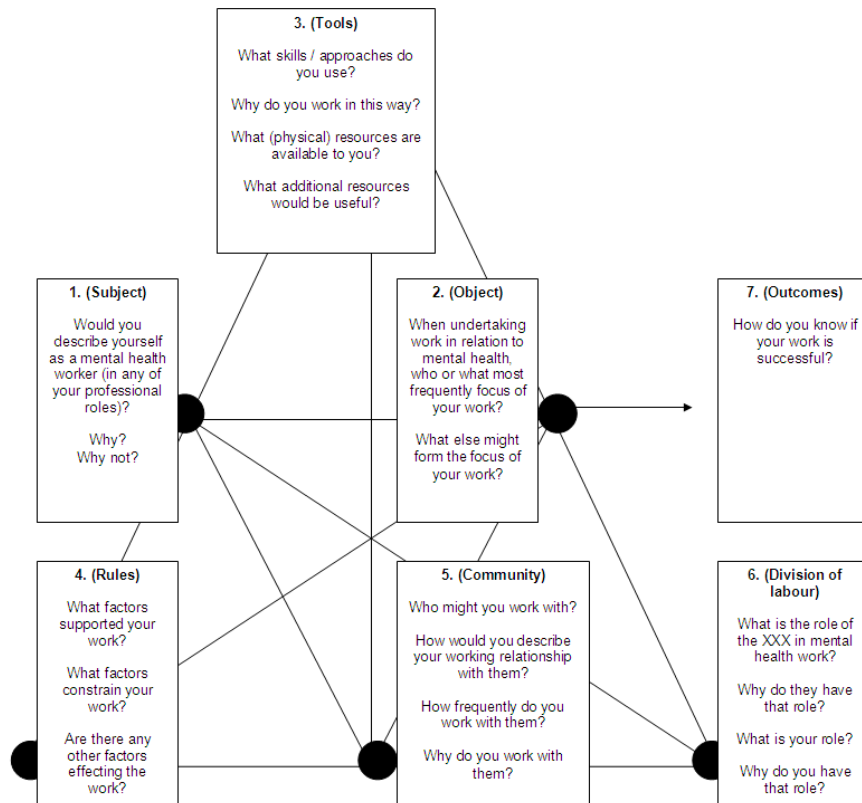 3. (Tools)
What skills / approaches do
you use?
Why do you work in this way?
What (physical) resources are
available to you?
What additional resources
would be useful?
1. (Subject)
Would you
describe yourself
as a mental health
worker (in any of
your professional
roles)?
Why?
Why not?
2. (Object)
When undertaking
work in relation to
mental health,
who or what most
frequently focus of
your work?
What else might
form the focus of
your work?
7. (Outcomes)
How do you know if
your work is
successful?
4. (Rules)
What factors
supported your
work?
What factors
constrain your
work?
Are there any
other factors
effecting the
work?
5. (Community)
Who might you work with?
How would you describe
your working relationship
with them?
How frequently do you
work with them?
Why do you work with
them?
6. (Division of
labour)
What is the role of
the XXX in mental
health work?
Why do they have
that role?
What is your role?
Why do you have
that role?